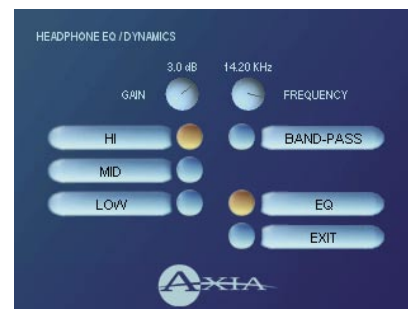 HEADPHONE EQ / DYNAMICS
3.0 dB 14.20 KHz
GAIN FREQUENCY
HI BAND-PASS
MID
LOW EQ
EXIT
AXIA